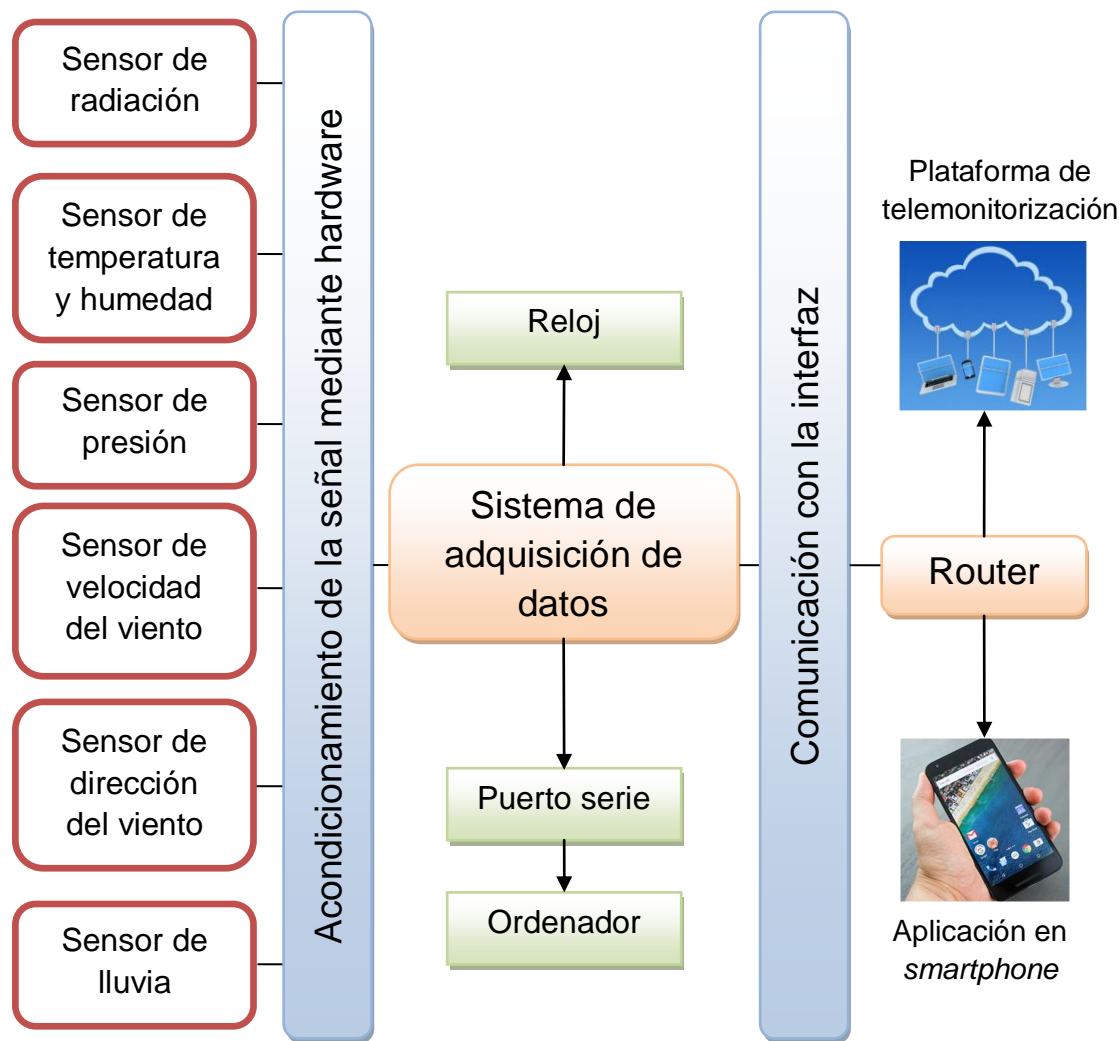 Sensor de
radiación
Sensor de
temperatura
y humedad
Sensor de
presión
Sensor de
velocidad
del viento
Sensor de
dirección
del viento
Sensor de
lluvia
Acondicionamiento de la señal mediante hardware
Reloj
Sistema de
adquisición de
datos
Puerto serie
Ordenador
Comunicación con la interfaz
Plataforma de
telemonitorización
Router
Aplicación en
smartphone